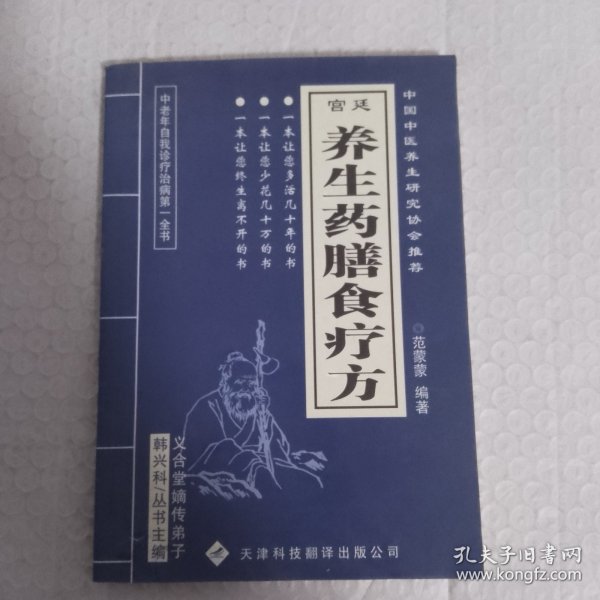 中国中医养生研究协会推荐
宫廷
养生药膳食疗方
范蒙蒙 编著
●一本让您多活几十年的书
●一本让您少花几十万的书
●一本让您终生离不开的书
中老年自我诊疗治病第一全书
义合堂嫡传弟子
韩兴科/丛书主编
天津科技翻译出版公司
孔夫子旧书网
www.kongfz.com